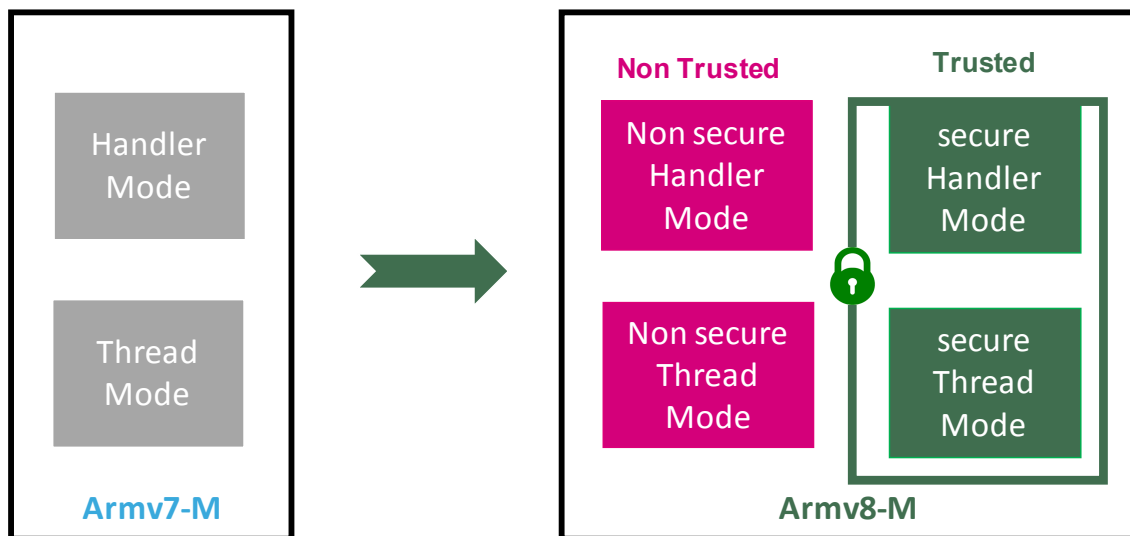 Handler
Mode
Thread
Mode
Armv7-M
Non Trusted
Trusted
Non secure
Handler
Mode
secure
Handler
Mode
Non secure
Thread
Mode
secure
Thread
Mode
Armv8-M